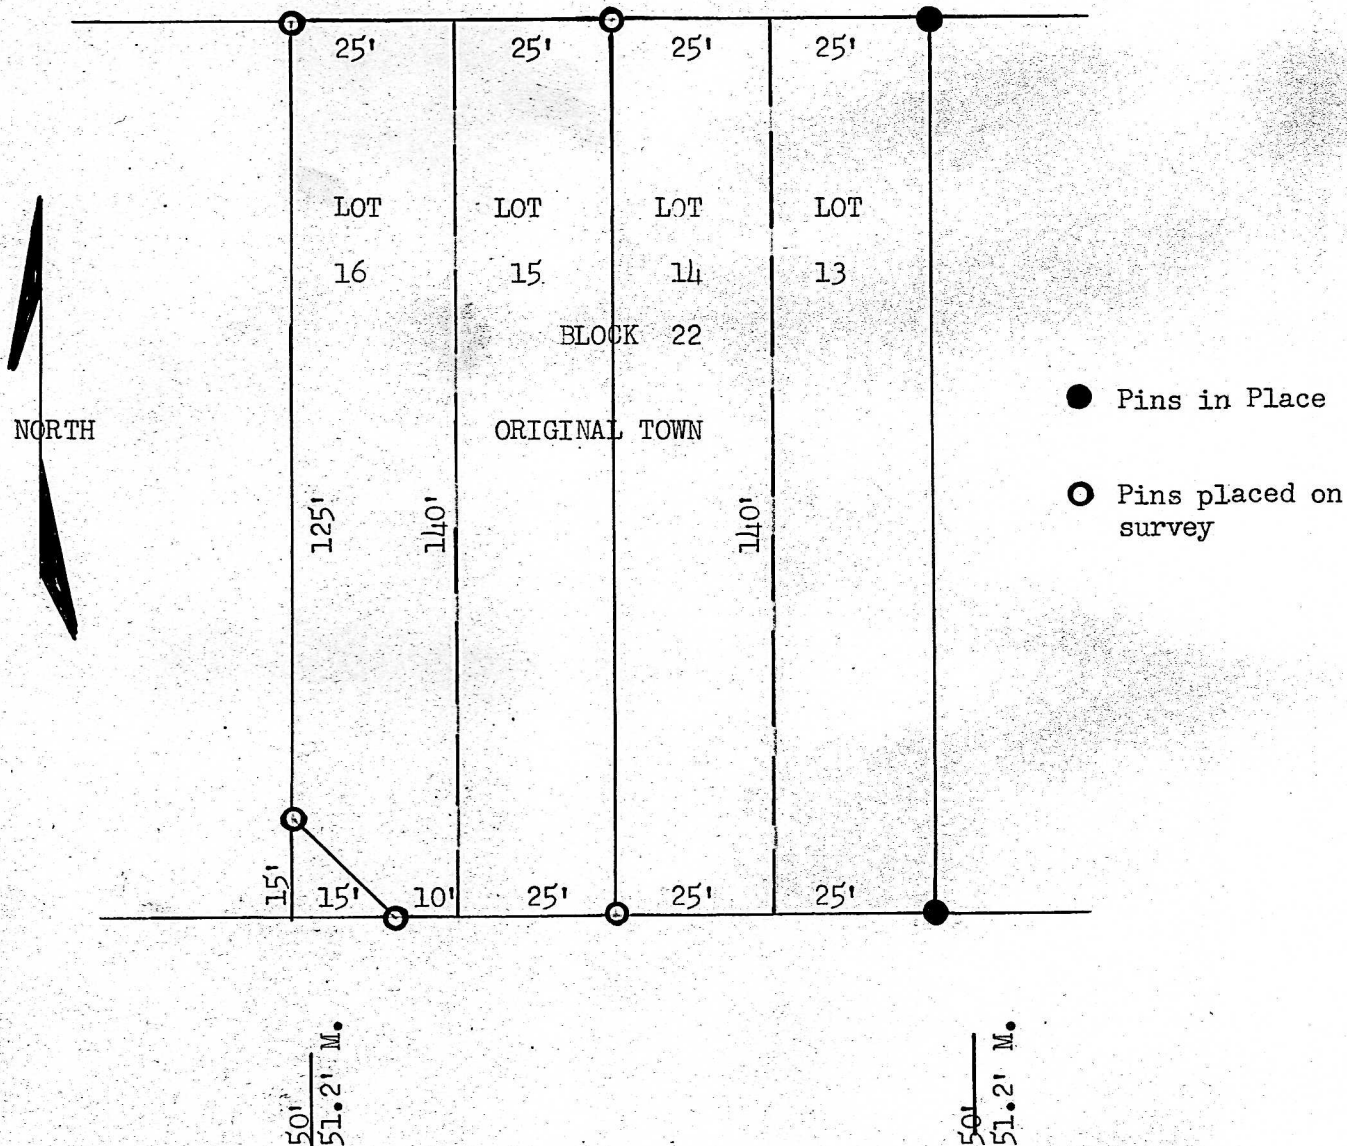 25' 25' 25' 25'
LOT LOT LOT LOT
16 15 14 13
BLOCK 22
● Pins in Place
NORTH
ORIGINAL TOWN
Pins placed on
survey
125' 140' 140'
15' 15' 10' 25' 25' 25'
50'
51.2' M.
50'
51.2' M.